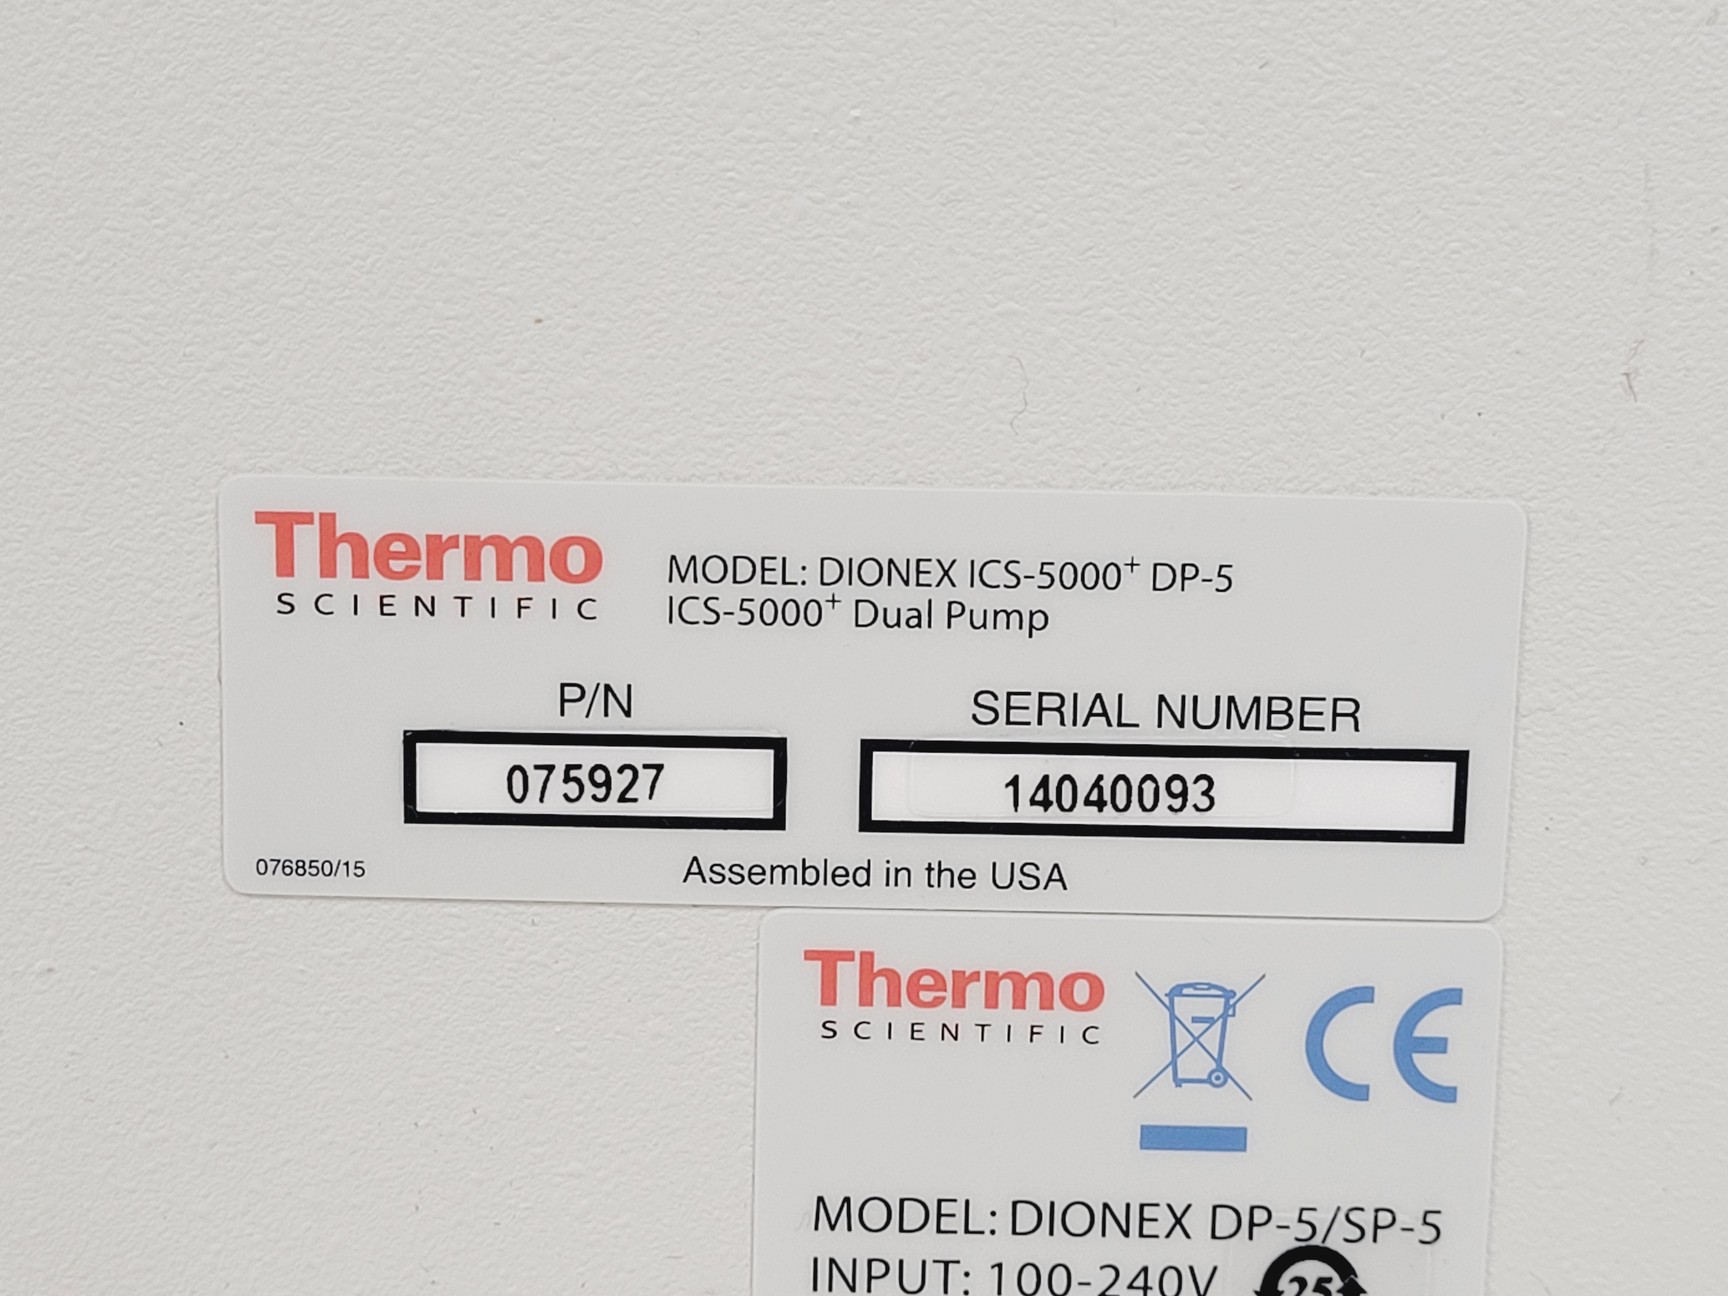 Thermo
SCIENTIFIC
MODEL: DIONEX ICS-5000⁺ DP-5
ICS-5000⁺ Dual Pump
P/N
SERIAL NUMBER
075927
14040093
076850/15
Assembled in the USA
Thermo
SCIENTIFIC
CE
MODEL: DIONEX DP-5/SP-5
INPUT: 100-240V
25